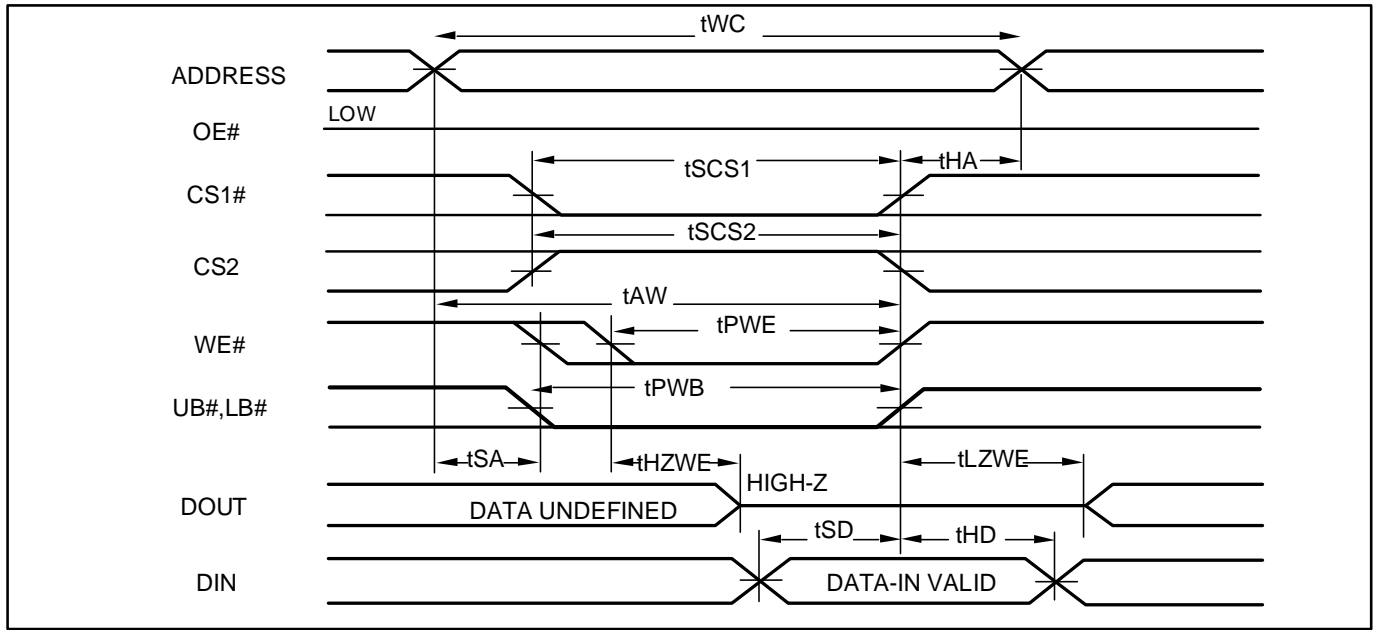 tWC
ADDRESS
LOW
OE#
tSCS1
tHA
CS1#
tSCS2
CS2
tAW
tPWE
WE#
tPWB
UB#,LB#
tSA
tHZWE
tLZWE
HIGH-Z
DOUT
DATA UNDEFINED
tSD
tHD
DIN
DATA-IN VALID